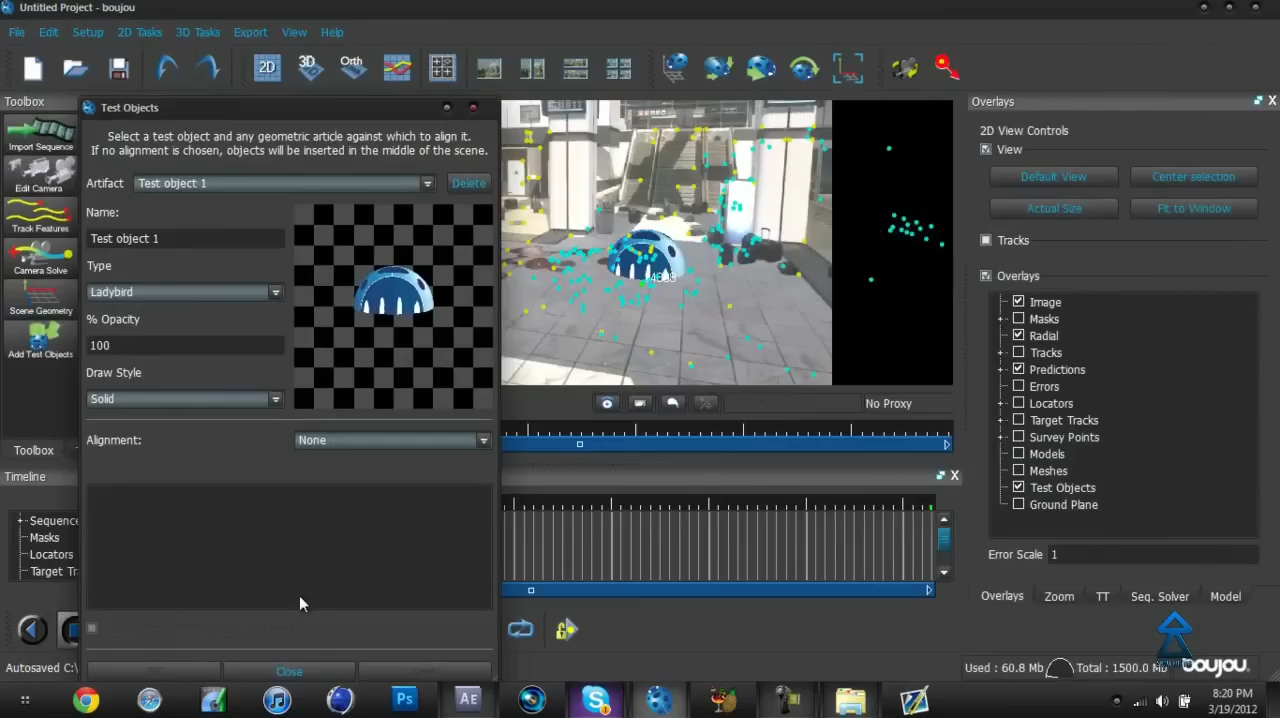 Untitled Project - boujou
File Edit Setup 2D Tasks 3D Tasks Export View Help
2D 3D Orth
Toolbox
Import Sequence
Edit Camera
Track Features
Camera Solve
Scene Geometry
Add Test Objects
Toolbox
Test Objects
Select a test object and any geometric article against which to align it.
If no alignment is chosen, objects will be inserted in the middle of the scene.
Artifact Test object 1 Delete
Name:
Test object 1
Type
Ladybird
% Opacity
100
Draw Style
Solid
Alignment: None
Close
No Proxy
Timeline
Sequence
Masks
Locators
Target Tr
Autosaved C:\
Overlays
2D View Controls
View
Default View Center selection
Actual Size Fit to Window
Tracks
Overlays
Image
Masks
Radial
Tracks
Predictions
Errors
Locators
Target Tracks
Survey Points
Models
Meshes
Test Objects
Ground Plane
Error Scale 1
Overlays Zoom TT Seq. Solver Model
Used : 60.8 Mb Total : 1500.0 Mb
boujou
Ps AE
8:20 PM
3/19/2012